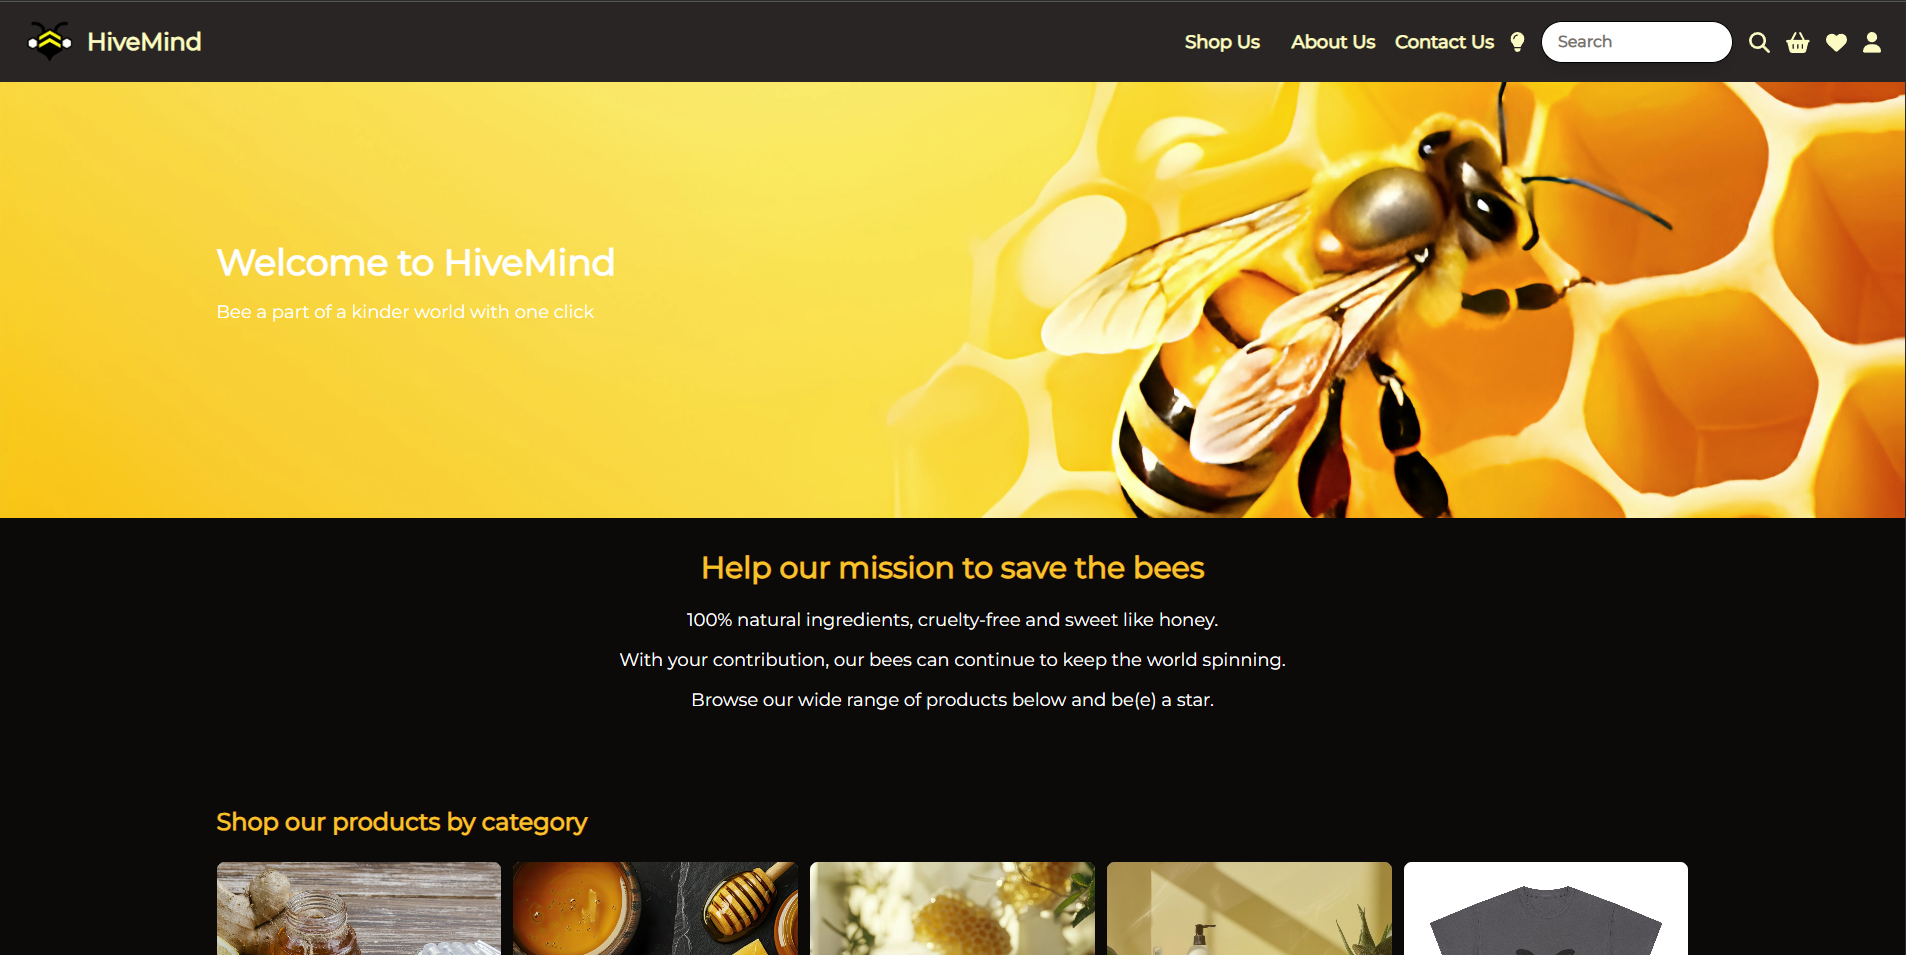 HiveMind
Shop Us
About Us
Contact Us
Search
Welcome to HiveMind
Bee a part of a kinder world with one click
Help our mission to save the bees
100% natural ingredients, cruelty-free and sweet like honey.
With your contribution, our bees can continue to keep the world spinning.
Browse our wide range of products below and be(e) a star.
Shop our products by category